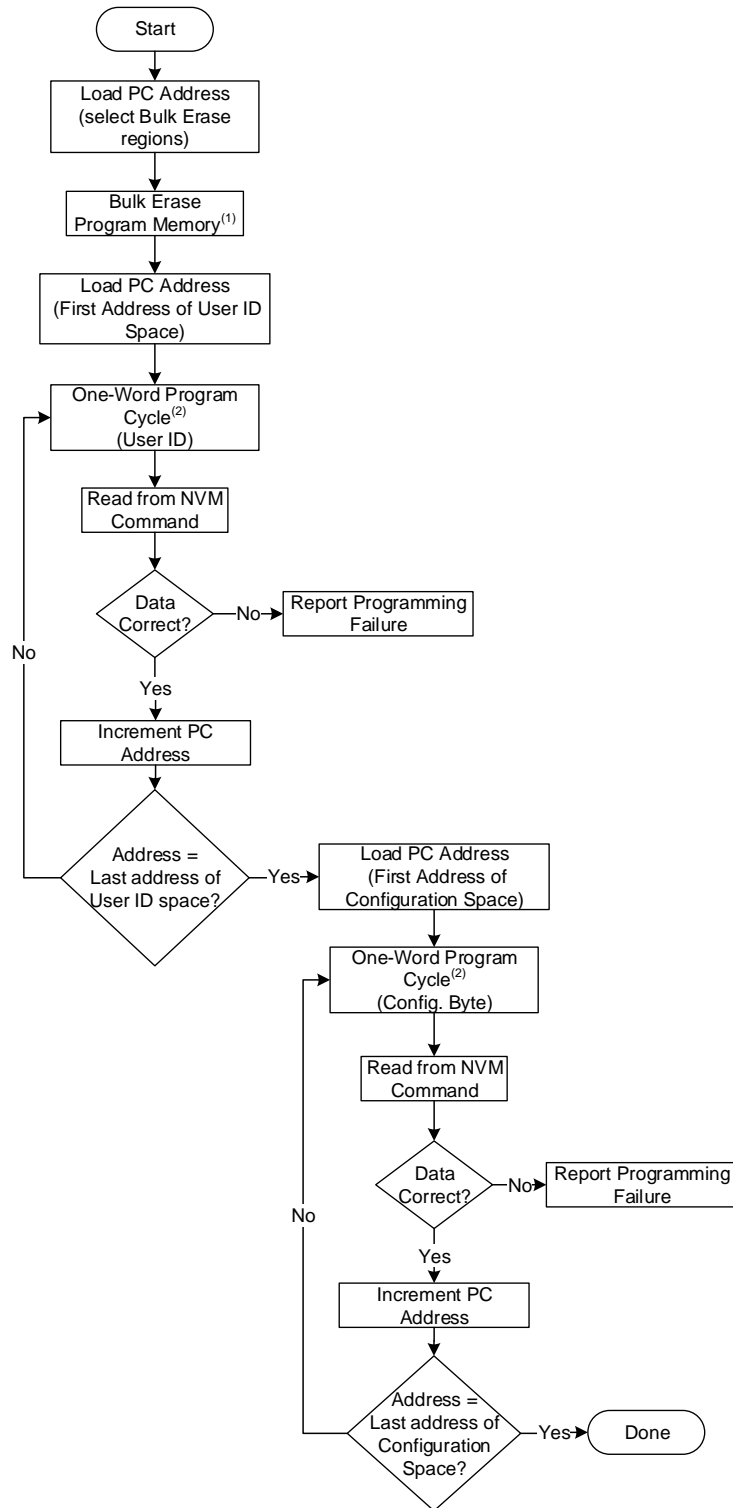 Start
Load PC Address
(select Bulk Erase
regions)
Bulk Erase
Program Memory(1)
Load PC Address
(First Address of User ID
Space)
One-Word Program
Cycle(2)
(User ID)
Read from NVM
Command
Data
Correct?
No
Report Programming
Failure
No
Yes
Increment PC
Address
Address =
Last address of
User ID space?
Yes
Load PC Address
(First Address of
Configuration Space)
One-Word Program
Cycle(2)
(Config. Byte)
Read from NVM
Command
Data
Correct?
No
Report Programming
Failure
No
Yes
Increment PC
Address
Address =
Last address of
Configuration
Space?
Yes
Done